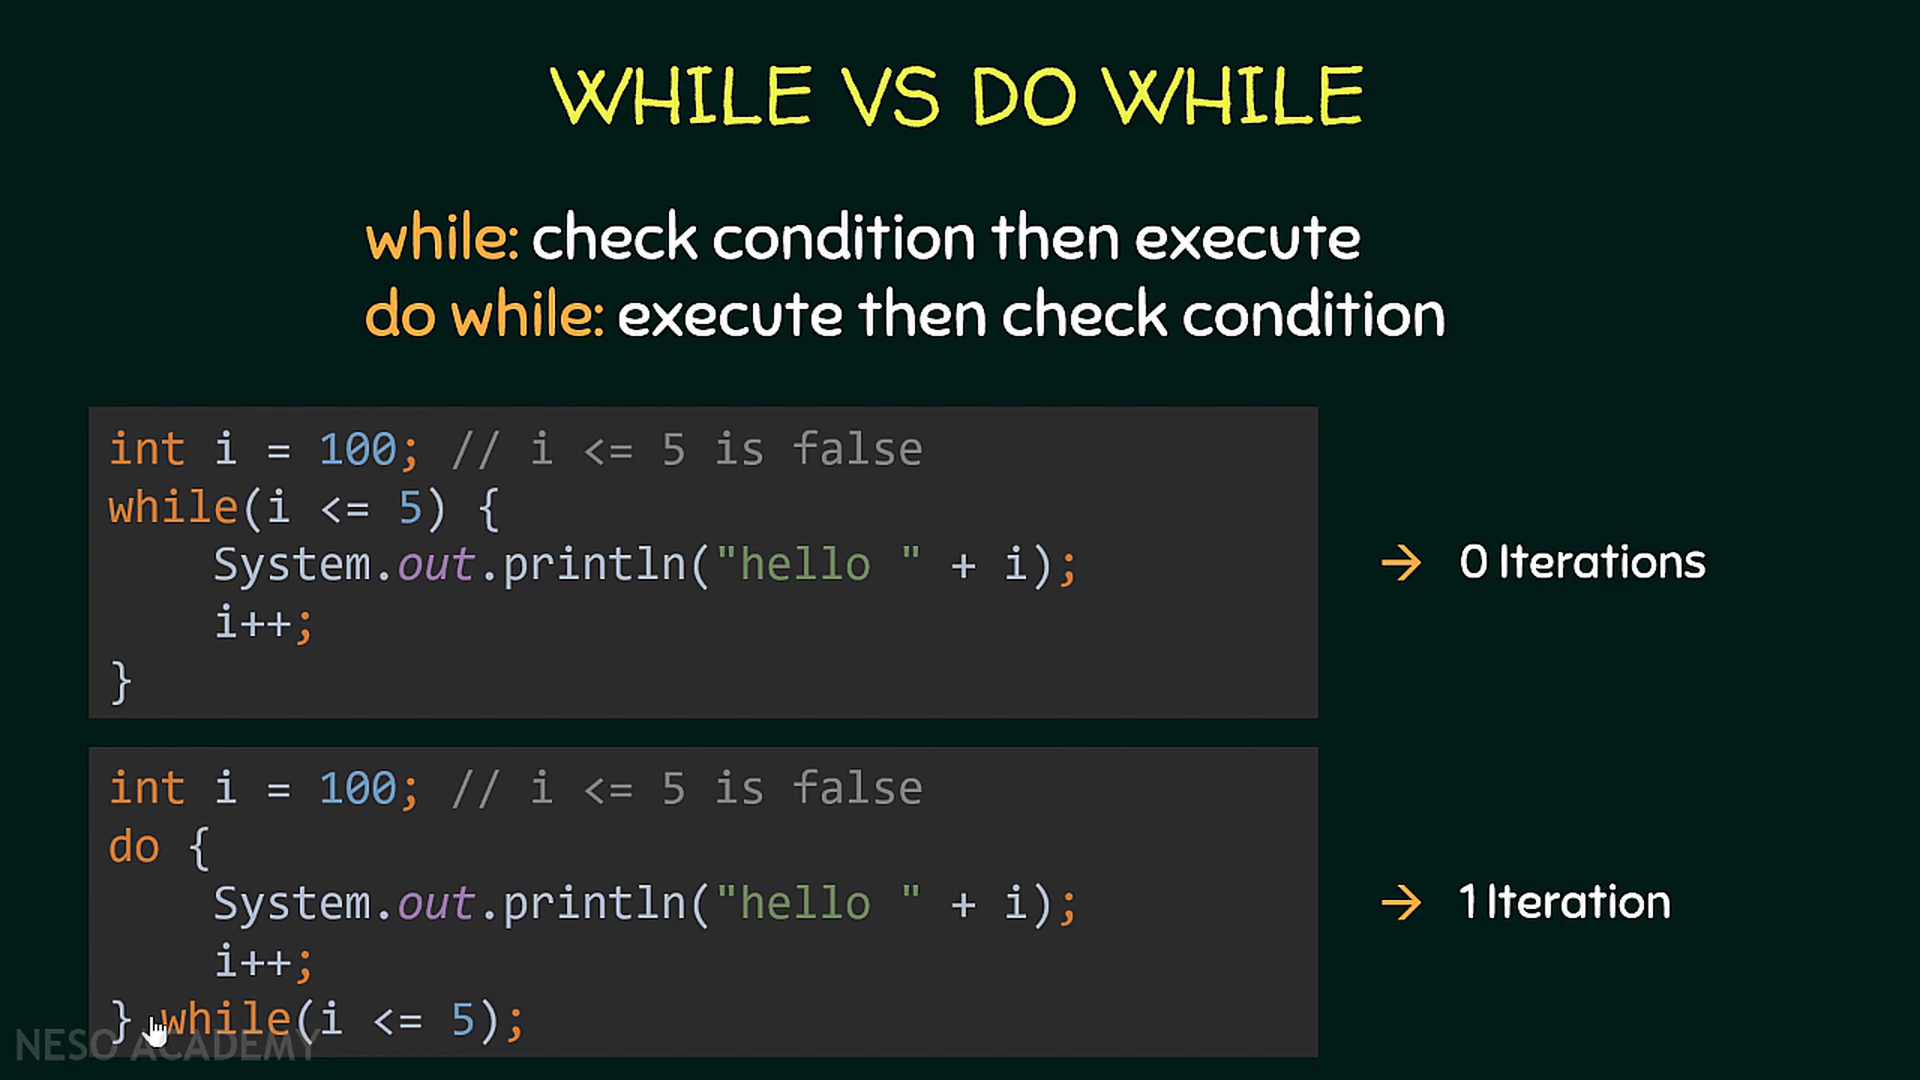 WHILE VS DO WHILE
while: check condition then execute
do while: execute then check condition
int i = 100; // i <= 5 is false
while(i <= 5) {
    System.out.println("hello " + i);
    i++;
}
→ 0 Iterations
int i = 100; // i <= 5 is false
do {
    System.out.println("hello " + i);
    i++;
} while(i <= 5);
→ 1 Iteration
NESO ACADEMY